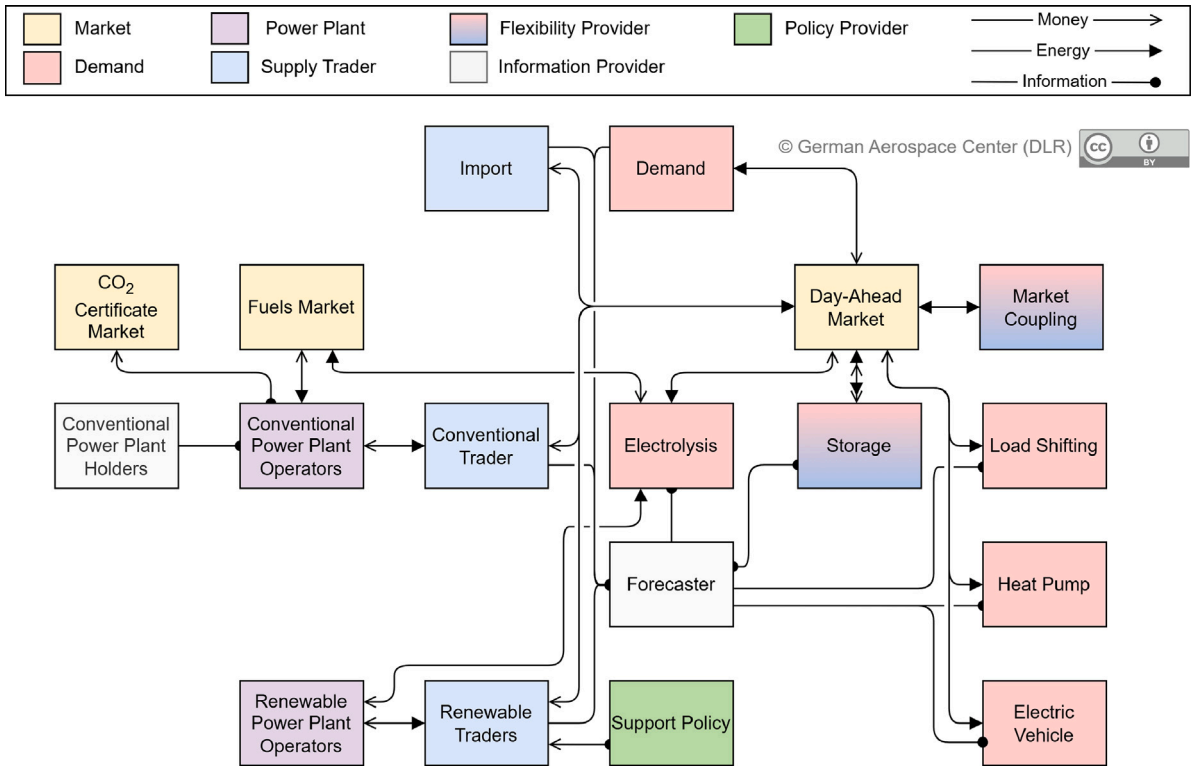 Market
Power Plant
Flexibility Provider
Policy Provider
Money
Energy
Demand
Supply Trader
Information Provider
Information
Import
Demand
© German Aerospace Center (DLR)
cc
BY
CO2
Certificate
Market
Fuels Market
Day-Ahead
Market
Market
Coupling
Conventional
Power Plant
Holders
Conventional
Power Plant
Operators
Conventional
Trader
Electrolysis
Storage
Load Shifting
Forecaster
Heat Pump
Renewable
Power Plant
Operators
Renewable
Traders
Support Policy
Electric
Vehicle